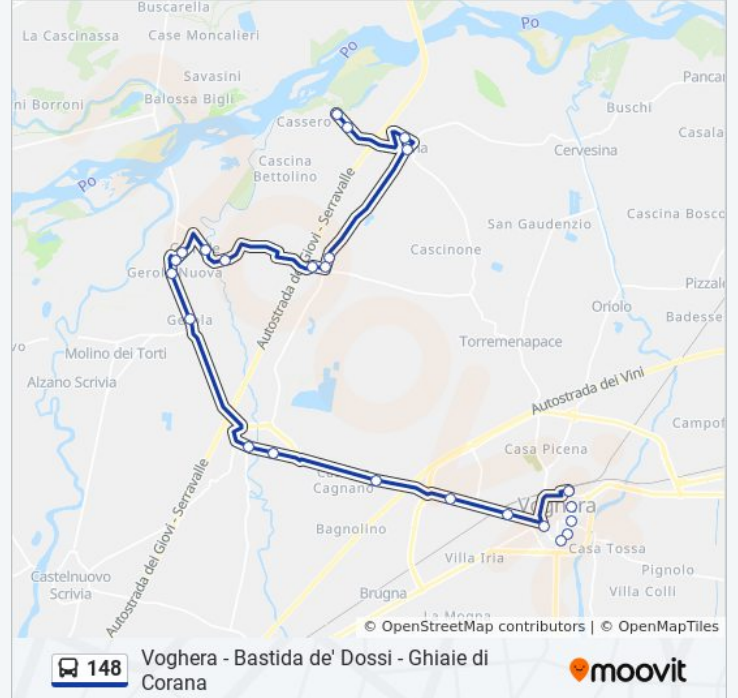 Buscarella
La Cascinassa
Case Moncalieri
Po
Po
Savasini
Pancar
ni Borroni
Balossa Bigli
Buschi
Cassero
Casala
Cascina
Bettolino
Cervesina
Po
Cascina Bosco
San Gaudenzio
Autostrada dei Giovi - Serravalle
Cascinone
Gerola Nuova
Pizzal
Oriolo
Badesse
Gerola
Torremenapace
vo
Molino dei Torti
Alzano Scrivia
Autostrada dei Vini
Campof
Casa Picena
Cagnano
Voghera
Autostrada dei Giovi - Serravalle
Bagnolino
Casa Tossa
Villa Iria
Castelnuovo
Scrivia
Pignolo
Brugna
Villa Colli
La Mogna
© OpenStreetMap contributors | © OpenMapTiles
148
Voghera - Bastida de' Dossi - Ghiaie di
Corana
moovit